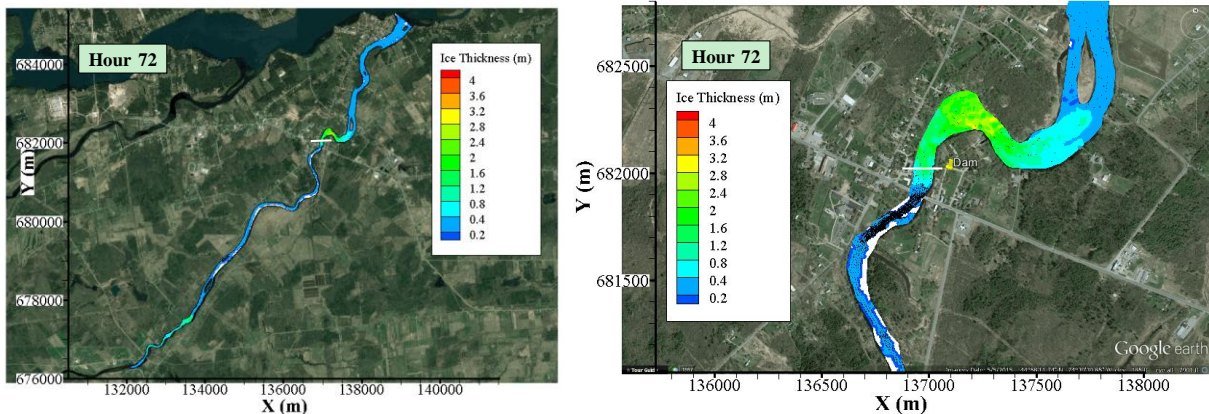 Hour 72
Ice Thickness (m)
4
3.6
3.2
2.8
2.4
2
1.6
1.2
0.8
0.4
0.2
684000
682000
680000
678000
676000
Y (m)
132000 134000 136000 138000 140000
X (m)
Hour 72
Ice Thickness (m)
4
3.6
3.2
2.8
2.4
2
1.6
1.2
0.8
0.4
0.2
682500
682000
681500
Y (m)
Dam
Google earth
Tour Guide
136000 136500 137000 137500 138000
X (m)